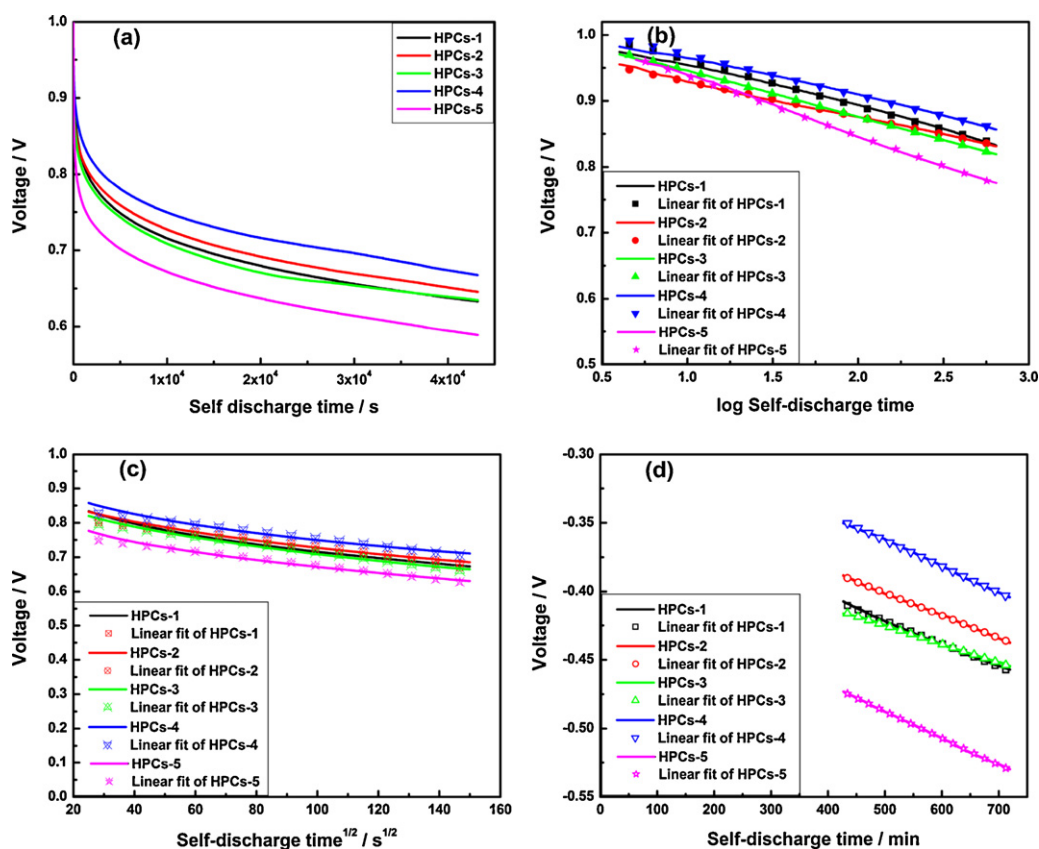 (a)
HPCs-1
HPCs-2
HPCs-3
HPCs-4
HPCs-5
1.0
0.9
0.8
0.7
0.6
Voltage / V
0
1x10⁴
2x10⁴
3x10⁴
4x10⁴
Self discharge time / s
(b)
1.0
0.9
0.8
0.7
0.6
0.5
Voltage / V
HPCs-1
Linear fit of HPCs-1
HPCs-2
Linear fit of HPCs-2
HPCs-3
Linear fit of HPCs-3
HPCs-4
Linear fit of HPCs-4
HPCs-5
Linear fit of HPCs-5
0.5
1.0
1.5
2.0
2.5
3.0
log Self-discharge time
(c)
1.0
0.9
0.8
0.7
0.6
0.5
0.4
0.3
0.2
0.1
0.0
Voltage / V
HPCs-1
Linear fit of HPCs-1
HPCs-2
Linear fit of HPCs-2
HPCs-3
Linear fit of HPCs-3
HPCs-4
Linear fit of HPCs-4
HPCs-5
Linear fit of HPCs-5
20
40
60
80
100
120
140
160
Self-discharge time^1/2 / s^1/2
(d)
-0.30
-0.35
-0.40
-0.45
-0.50
-0.55
Voltage / V
HPCs-1
Linear fit of HPCs-1
HPCs-2
Linear fit of HPCs-2
HPCs-3
Linear fit of HPCs-3
HPCs-4
Linear fit of HPCs-4
HPCs-5
Linear fit of HPCs-5
0
100
200
300
400
500
600
700
Self-discharge time / min